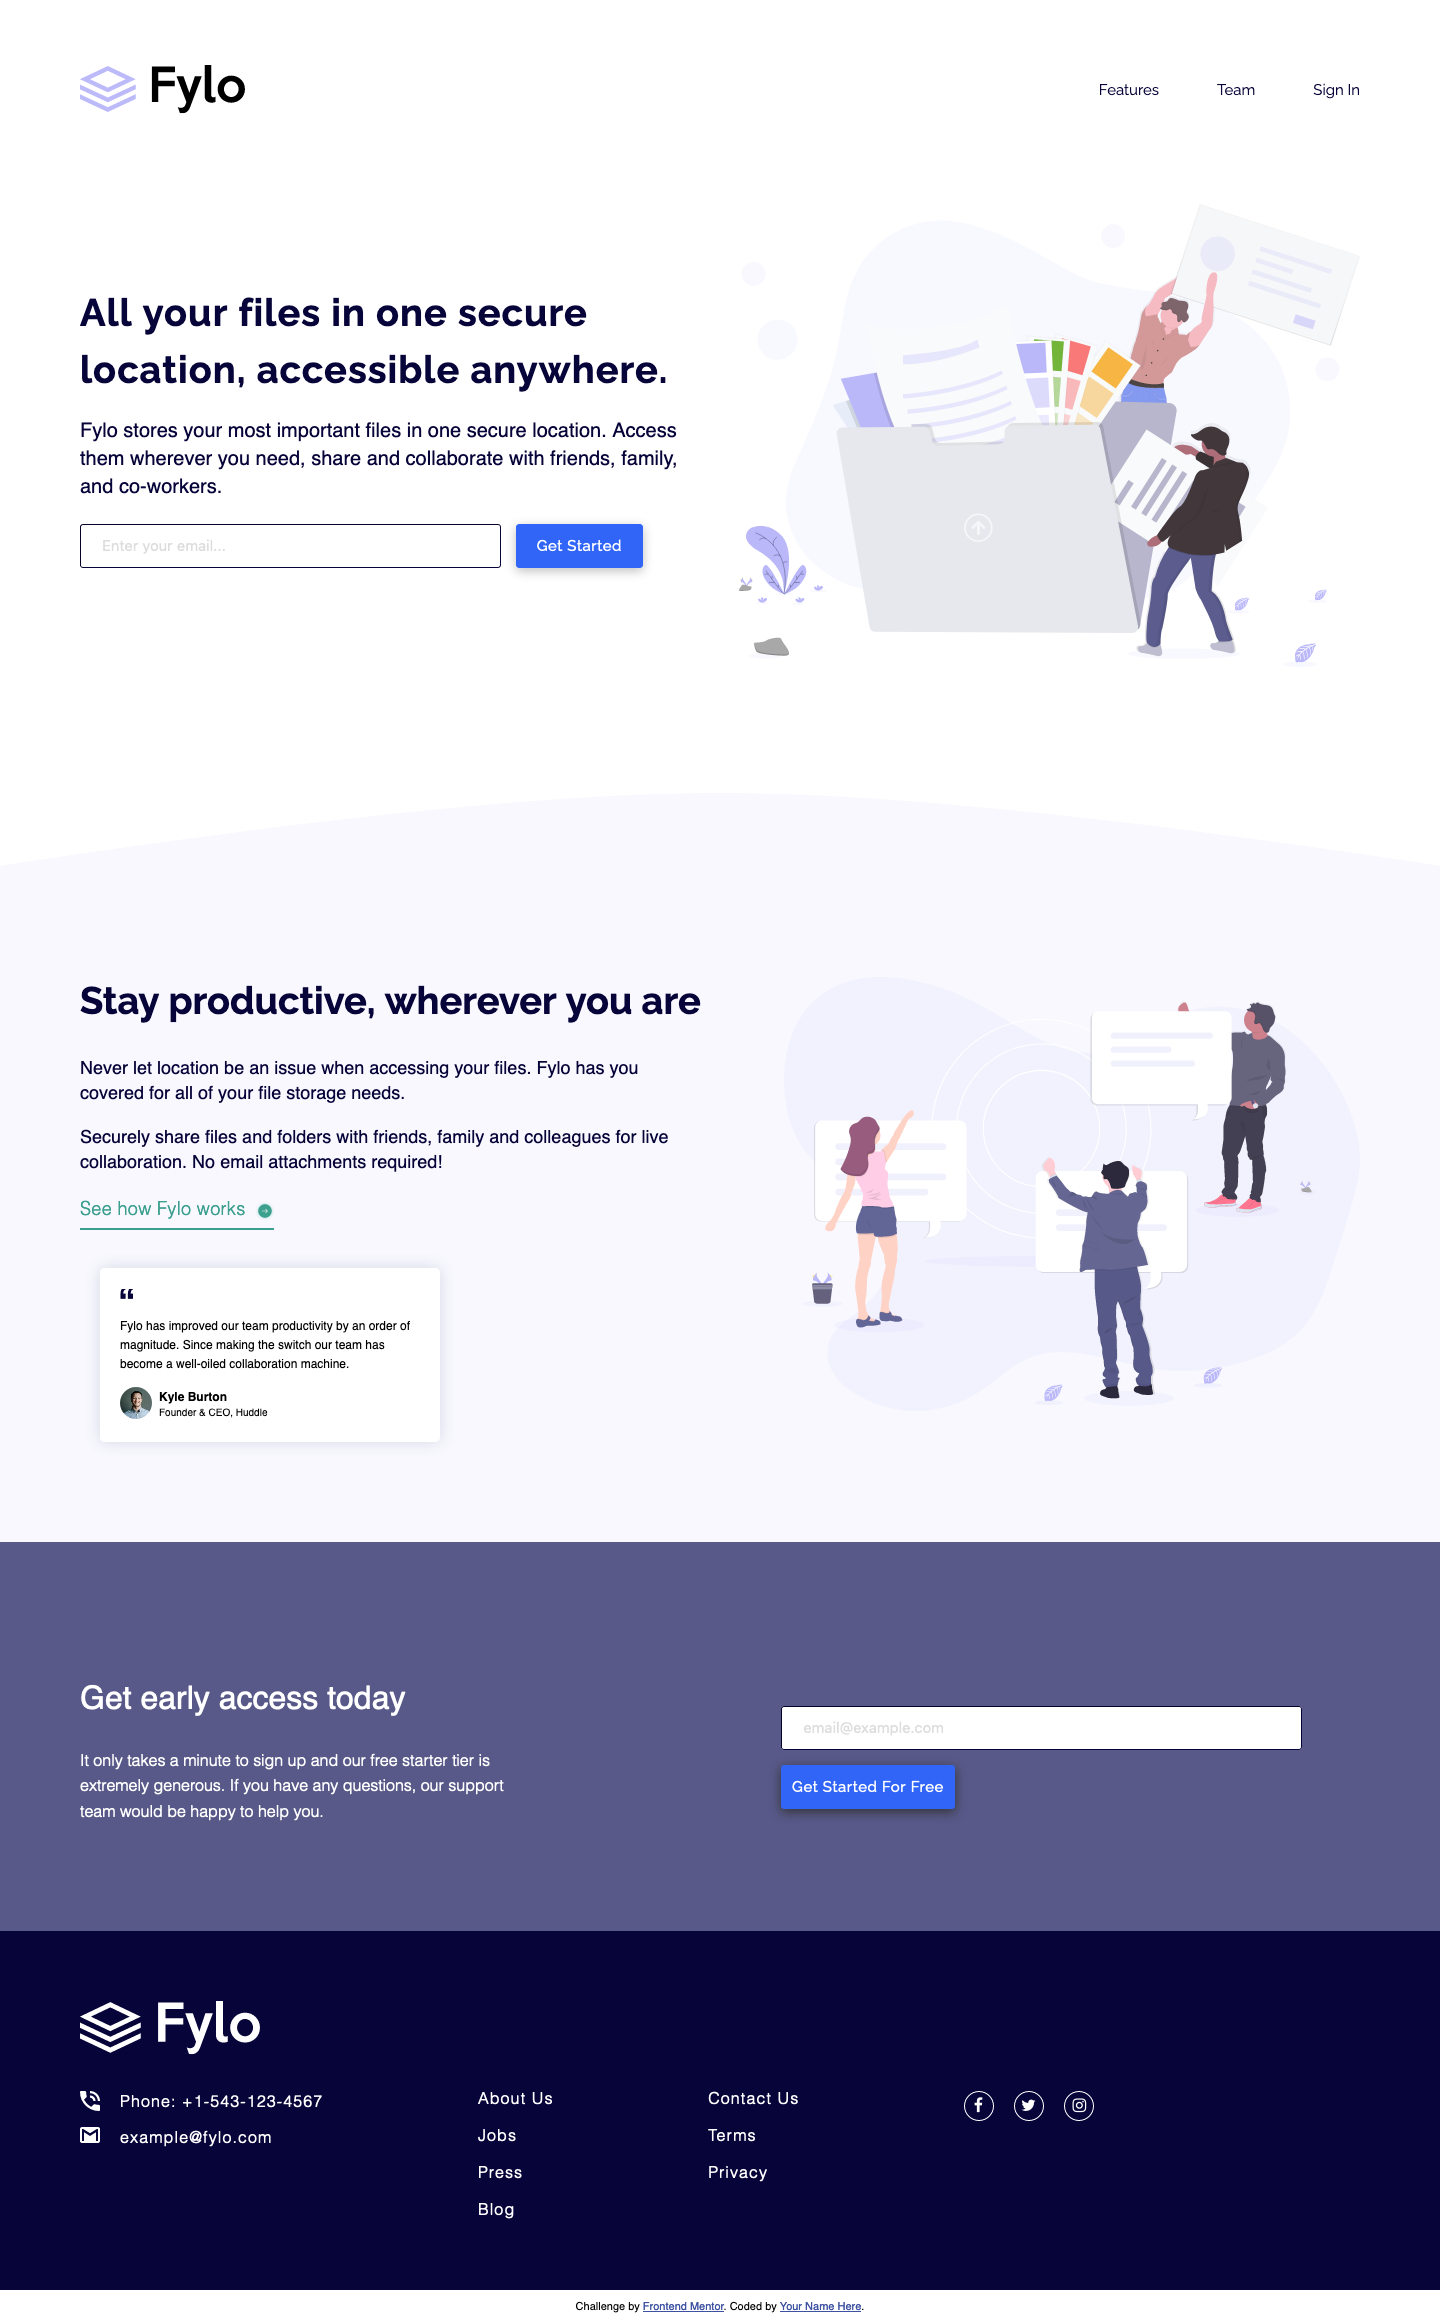 Fylo
Features
Team
Sign In
All your files in one secure
location, accessible anywhere.
Fylo stores your most important files in one secure location. Access
them wherever you need, share and collaborate with friends, family,
and co-workers.
Enter your email...
Get Started
Stay productive, wherever you are
Never let location be an issue when accessing your files. Fylo has you
covered for all of your file storage needs.
Securely share files and folders with friends, family and colleagues for live
collaboration. No email attachments required!
See how Fylo works
“
Fylo has improved our team productivity by an order of
magnitude. Since making the switch our team has
become a well-oiled collaboration machine.
Kyle Burton
Founder & CEO, Huddle
Get early access today
It only takes a minute to sign up and our free starter tier is
extremely generous. If you have any questions, our support
team would be happy to help you.
email@example.com
Get Started For Free
Fylo
Phone: +1-543-123-4567
example@fylo.com
About Us
Jobs
Press
Blog
Contact Us
Terms
Privacy
Challenge by Frontend Mentor. Coded by Your Name Here.